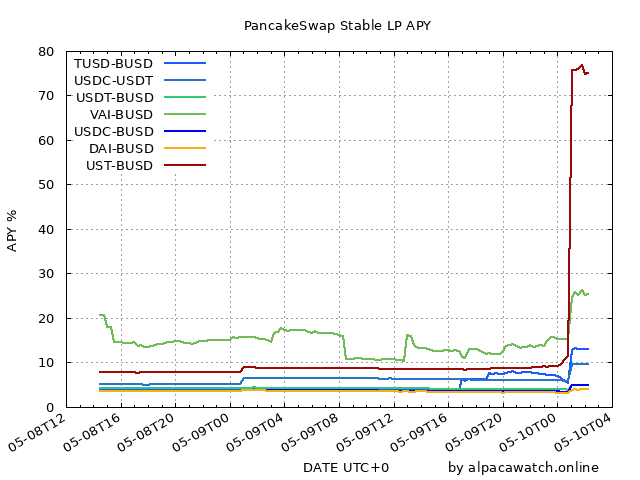 PancakeSwap Stable LP APY
80
70
60
50
40
30
20
10
0
APY %
TUSD-BUSD
USDC-USDT
USDT-BUSD
VAI-BUSD
USDC-BUSD
DAI-BUSD
UST-BUSD
05-08T12
05-08T16
05-08T20
05-09T00
05-09T04
05-09T08
05-09T12
05-09T16
05-09T20
05-10T00
05-10T04
DATE UTC+0
by alpacawatch.online